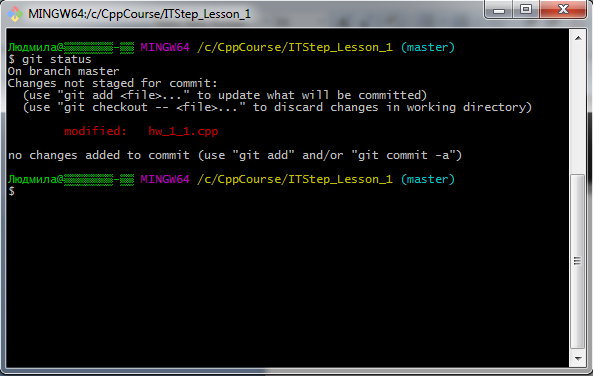 MINGW64:/c/CppCourse/ITStep_Lesson_1
Людмила@ MINGW64 /c/CppCourse/ITStep_Lesson_1 (master)
$ git status
On branch master
Changes not staged for commit:
(use "git add <file>..." to update what will be committed)
(use "git checkout -- <file>..." to discard changes in working directory)
modified: hw_1_1.cpp
no changes added to commit (use "git add" and/or "git commit -a")
Людмила@ MINGW64 /c/CppCourse/ITStep_Lesson_1 (master)
$